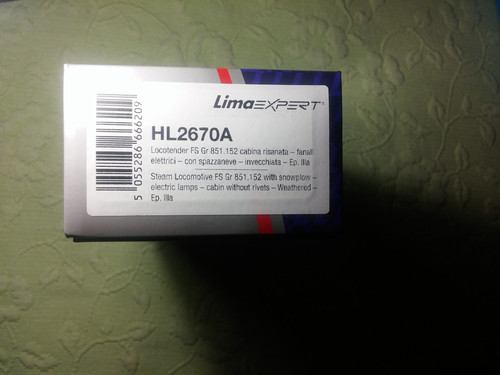 LimaEXPERT
HL2670A
Locotender FS Gr 851.152 cabina risanata – fanali
elettrici – con spazzaneve – invecchiata – Ep. IIIa
Steam Locomotive FS Gr 851.152 with snowplow –
electric lamps – cabin without rivets – Weathered –
Ep. IIIa
5 055286 666209